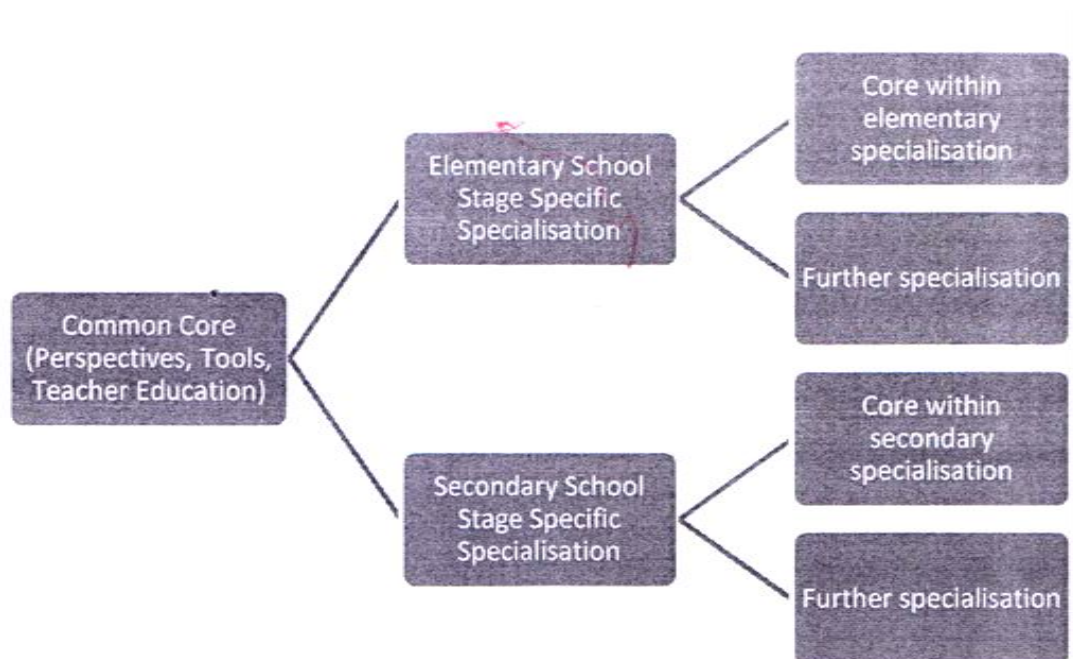 Common Core
(Perspectives, Tools,
Teacher Education)
Elementary School
Stage Specific
Specialisation
Core within
elementary
specialisation
Further specialisation
Secondary School
Stage Specific
Specialisation
Core within
secondary
specialisation
Further specialisation